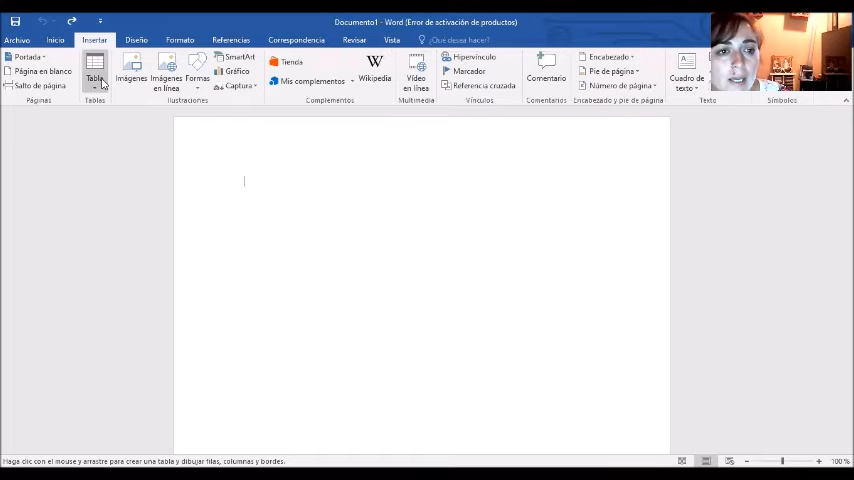 Documento1 - Word (Error de activación de productos)
Archivo Inicio Insertar Diseño Formato Referencias Correspondencia Revisar Vista ¿Qué desea hacer?
Portada
Página en blanco
Salto de página
Páginas
Tabla
Tablas
Imágenes
Imágenes en línea
Formas
SmartArt
Gráfico
Captura
Ilustraciones
Tienda
Mis complementos
Wikipedia
Complementos
Vídeo en línea
Multimedia
Hipervínculo
Marcador
Referencia cruzada
Vínculos
Comentario
Comentarios
Encabezado
Pie de página
Número de página
Encabezado y pie de página
Cuadro de texto
Texto
Símbolos
Haga clic con el mouse y arrastre para crear una tabla y dibujar filas, columnas y bordes.
100 %